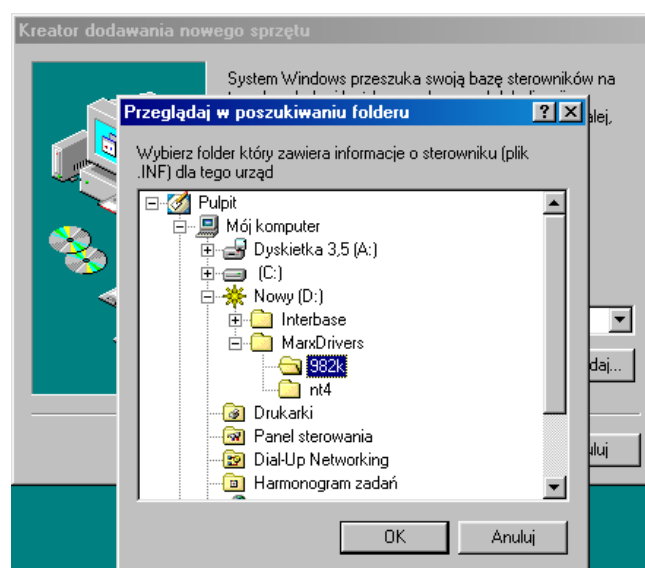 Kreator dodawania nowego sprzętu
System Windows przeszuka swoją bazę sterowników na
alej,
Przeglądaj w poszukiwaniu folderu
Wybierz folder który zawiera informacje o sterowniku (plik
.INF) dla tego urząd
Pulpit
Mój komputer
Dyskietka 3,5 (A:)
(C:)
Nowy (D:)
Interbase
MarxDrivers
982k
nt4
Drukarki
Panel sterowania
Dial-Up Networking
Harmonogram zadań
daj...
uluj
OK Anuluj